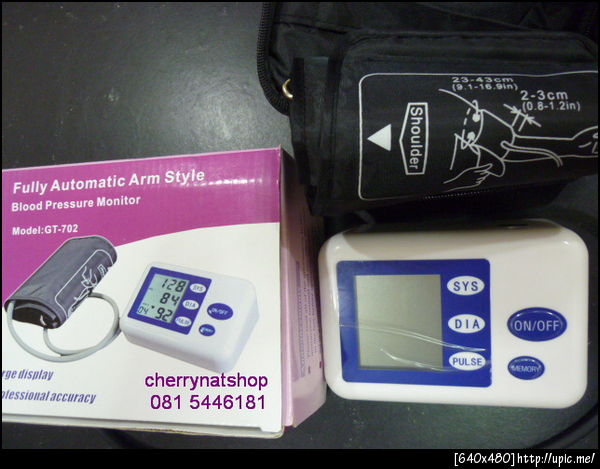 23-43cm
(9.1-16.9in)
2-3cm
(0.8-1.2in)
Shoulder
Fully Automatic Arm Style
Blood Pressure Monitor
Model:GT-702
128
SYS
84
DIA
92
PULSE
ON/OFF
MEMORY
rge display
ofessional accuracy
cherrynatshop
081 5446181
SYS
DIA
PULSE
ON/OFF
MEMORY
[640x480]http://upic.me/